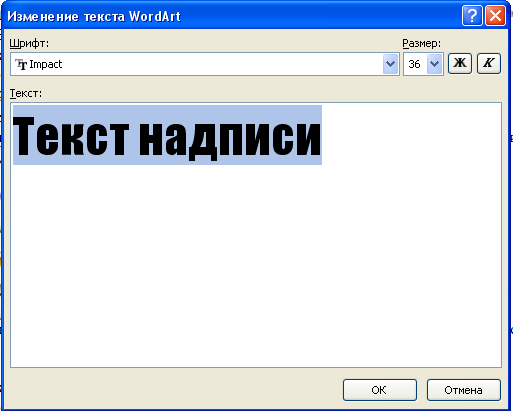 Изменение текста WordArt
?
Шрифт:
Размер:
Impact
36
Ж
К
Текст:
Текст надписи
ОК
Отмена